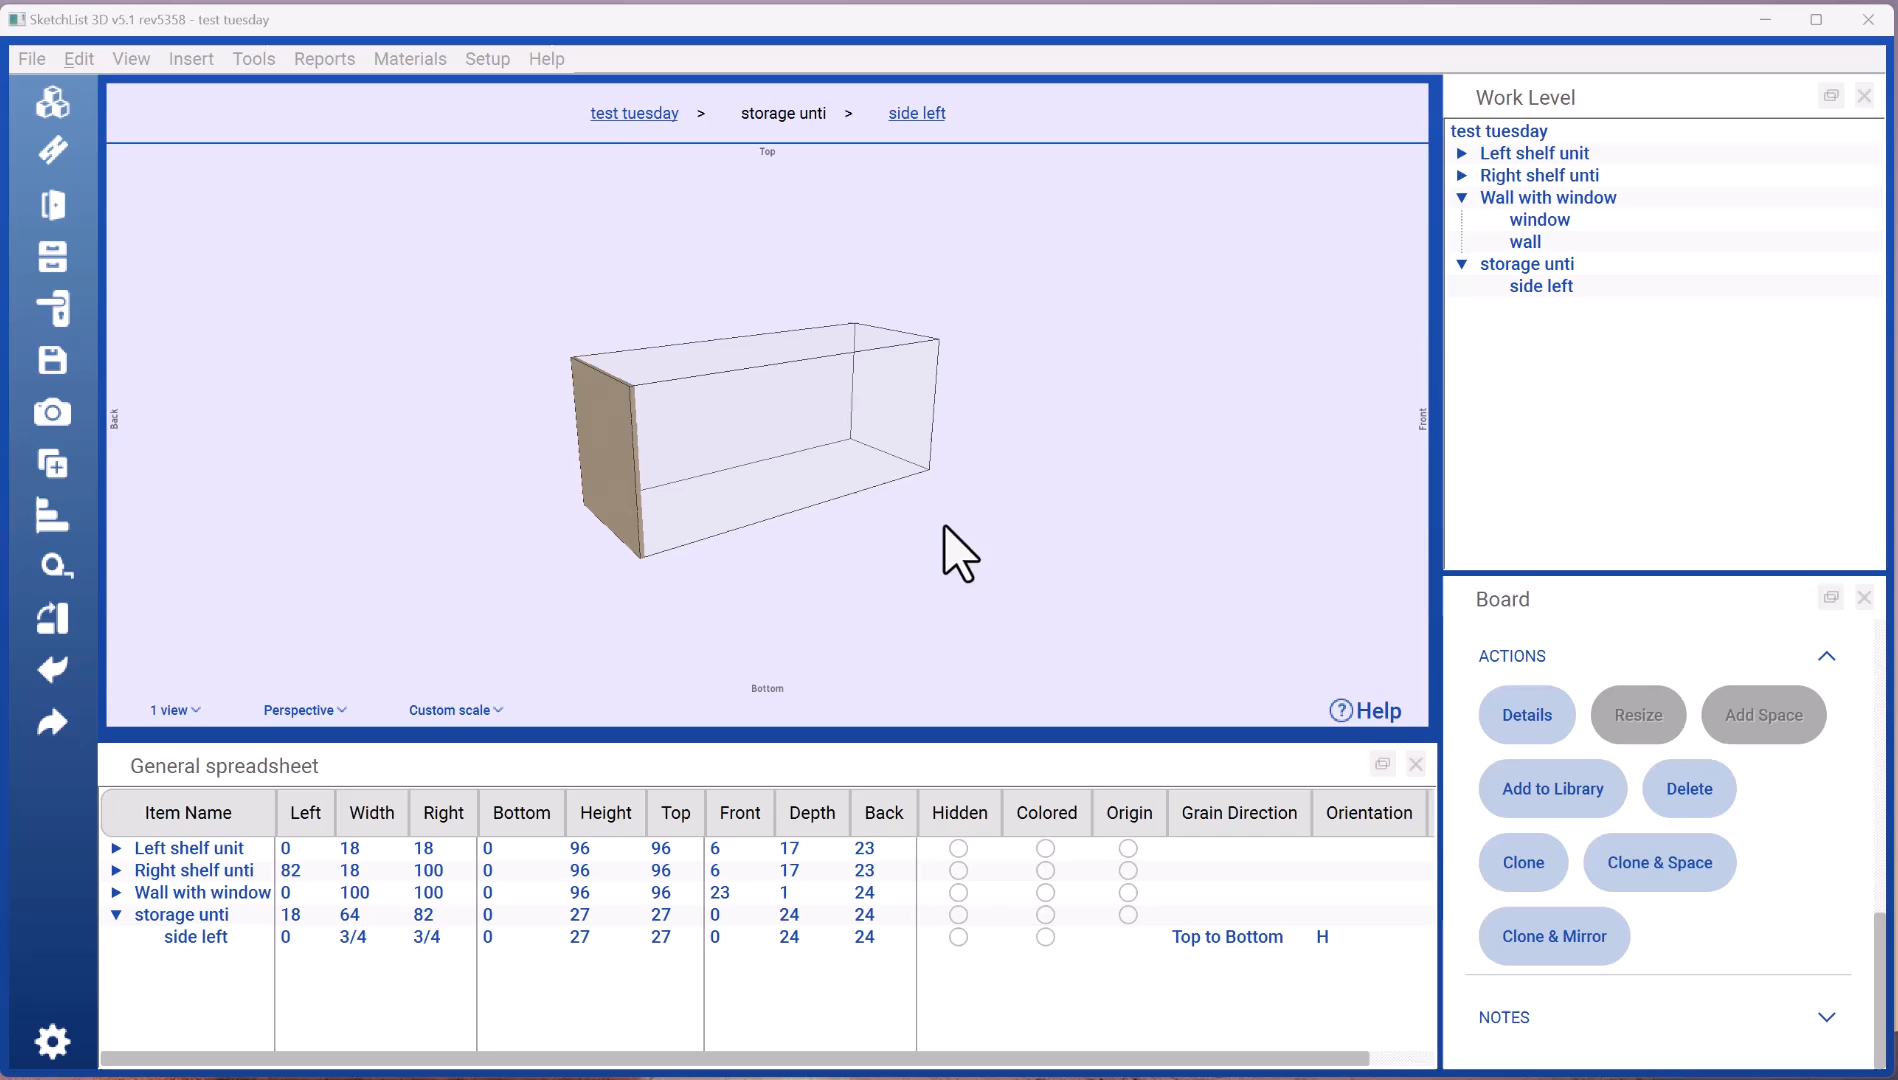 SketchList 3D v5.1 rev5358 - test tuesday
File Edit View Insert Tools Reports Materials Setup Help
test tuesday > storage unti > side left
Top
Back
Front
Bottom
1 view Perspective Custom scale
? Help
Work Level
test tuesday
Left shelf unit
Right shelf unti
Wall with window
window
wall
storage unti
side left
Board
ACTIONS
Details Resize Add Space
Add to Library Delete
Clone Clone & Space
Clone & Mirror
NOTES
General spreadsheet
Item Name Left Width Right Bottom Height Top Front Depth Back Hidden Colored Origin Grain Direction Orientation
Left shelf unit 0 18 18 0 96 96 6 17 23
Right shelf unti 82 18 100 0 96 96 6 17 23
Wall with window 0 100 100 0 96 96 23 1 24
storage unti 18 64 82 0 27 27 0 24 24
side left 0 3/4 3/4 0 27 27 0 24 24 Top to Bottom H